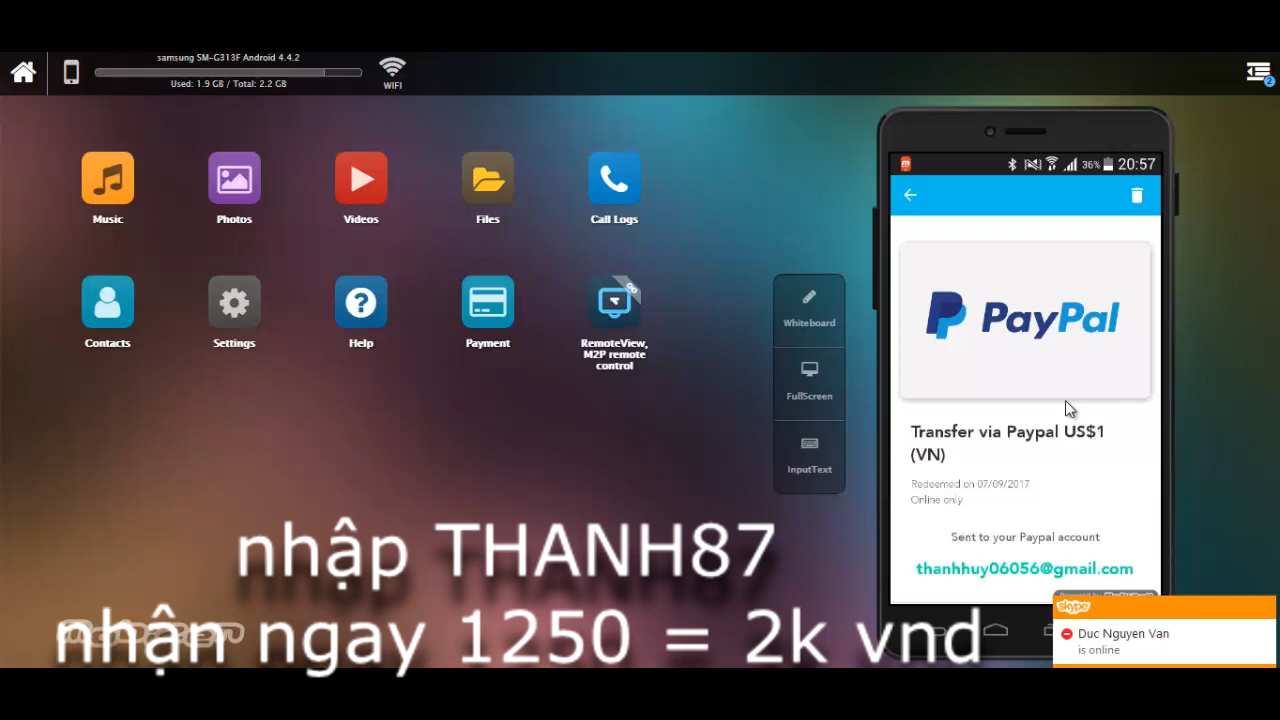 samsung SM-G313F Android 4.4.2
Used: 1.9 GB / Total: 2.2 GB
WIFI
2
Music
Photos
Videos
Files
Call Logs
Contacts
Settings
Help
Payment
RemoteView,
M2P remote
control
Whiteboard
FullScreen
InputText
36% 20:57
PayPal
Transfer via Paypal US$1
(VN)
Redeemed on 07/09/2017
Online only
Sent to your Paypal account
thanhhuy06056@gmail.com
nhập THANH87
nhận ngay 1250 = 2k vnd
skype
Duc Nguyen Van
is online